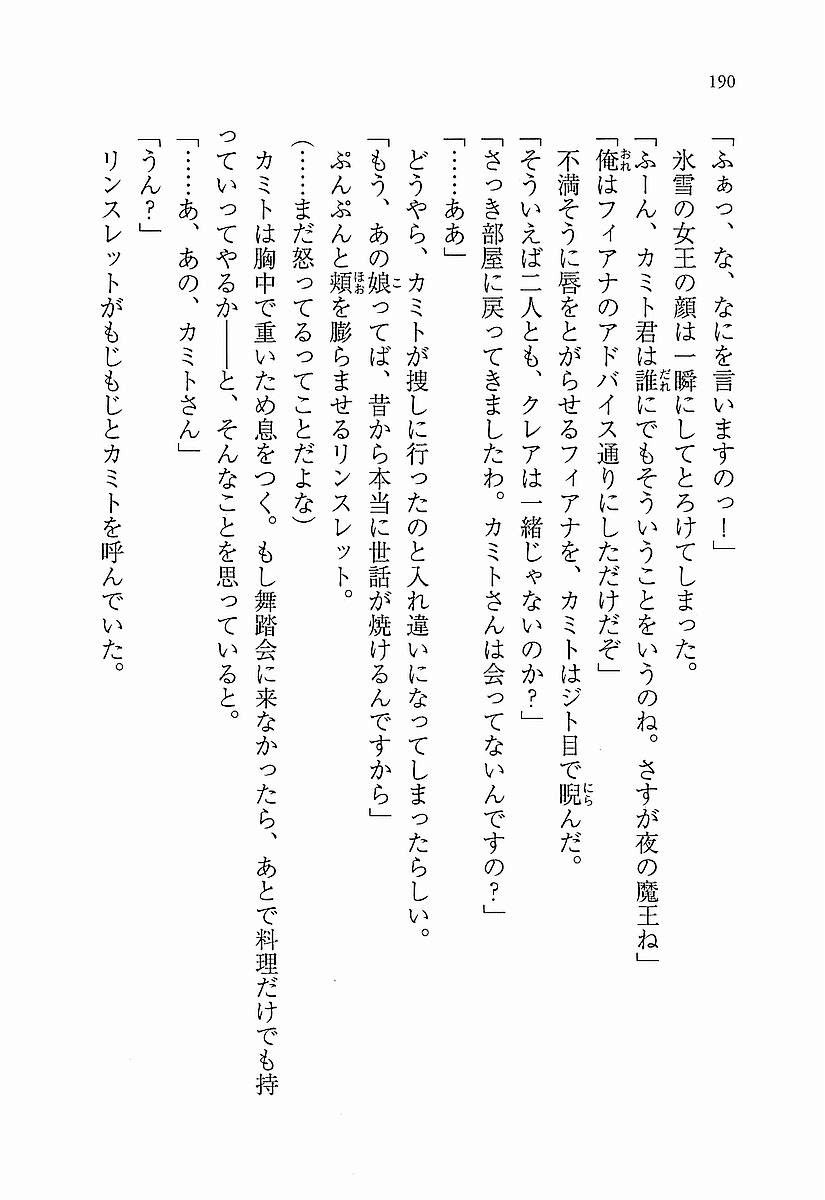 190
「ふぁっ、な、なにを言いますのっ！」
氷雪の女王の顔は一瞬にしてとろけてしまった。
「ふーん、カミト君は誰にでもそういうことをいうのね。さすが夜の魔王ね」
「俺はフィアナのアドバイス通りにしただけだぞ」
不満そうに唇をとがらせるフィアナを、カミトはジト目で睨んだ。
「そういえば二人とも、クレアは一緒じゃないのか？」
「さっき部屋に戻ってきましたわ。カミトさんは会ってないんですの？」
「……ああ」
どうやら、カミトが捜しに行ったのと入れ違いになってしまったらしい。
「もう、あの娘ってば、昔から本当に世話が焼けるんですから」
ぷんぷんと頬を膨らませるリンスレット。
（……まだ怒ってるってことだよな）
カミトは胸中で重いため息をつく。もし舞踏会に来なかったら、あとで料理だけでも持
っていってやるか――と、そんなことを思っていると。
「……あ、あの、カミトさん」
「うん？」
リンスレットがもじもじとカミトを呼んでいた。